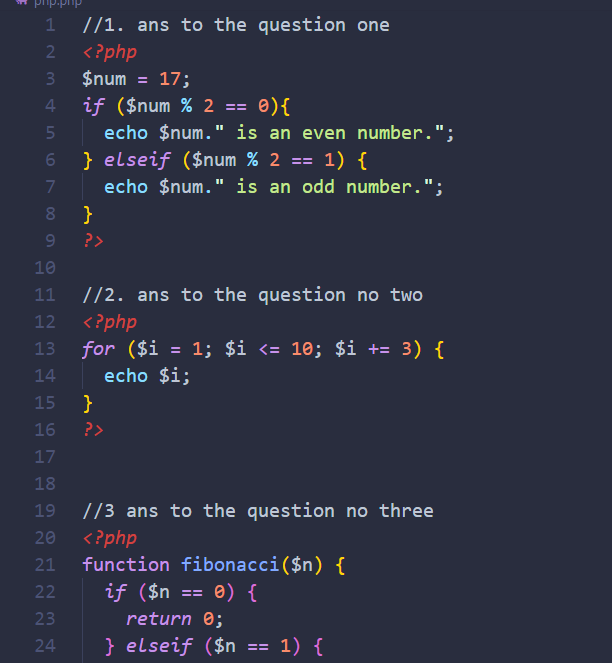 php.php
1 //1. ans to the question one
2 <?php
3 $num = 17;
4 if ($num % 2 == 0){
5   echo $num." is an even number.";
6 } elseif ($num % 2 == 1) {
7   echo $num." is an odd number.";
8 }
9 ?>
10
11 //2. ans to the question no two
12 <?php
13 for ($i = 1; $i <= 10; $i += 3) {
14   echo $i;
15 }
16 ?>
17
18
19 //3 ans to the question no three
20 <?php
21 function fibonacci($n) {
22   if ($n == 0) {
23     return 0;
24   } elseif ($n == 1) {